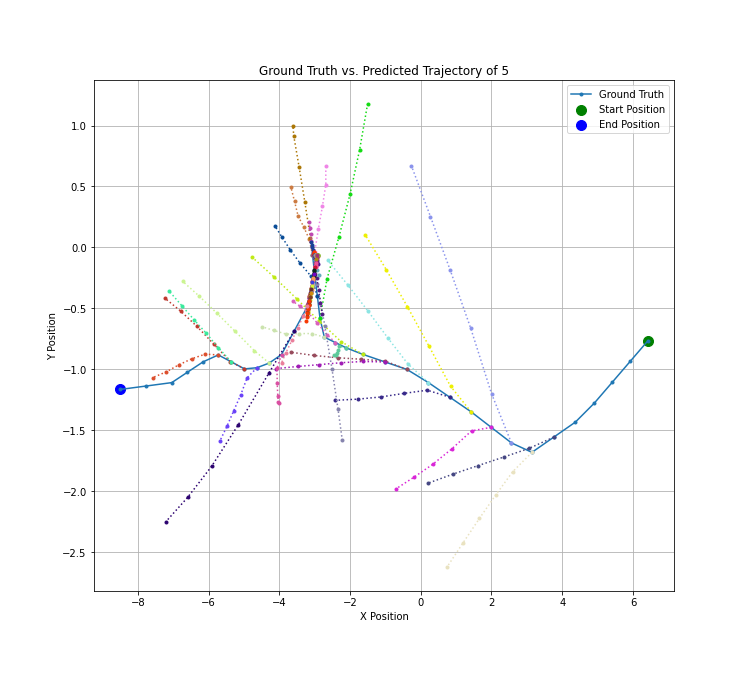 Ground Truth vs. Predicted Trajectory of 5
Ground Truth
Start Position
End Position
Y Position
1.0
0.5
0.0
−0.5
−1.0
−1.5
−2.0
−2.5
−8 −6 −4 −2 0 2 4 6
X Position